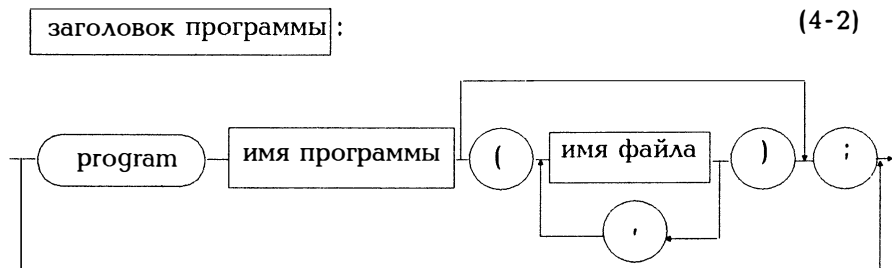 заголовок программы : (4-2)
program имя программы ( имя файла ) ;
,